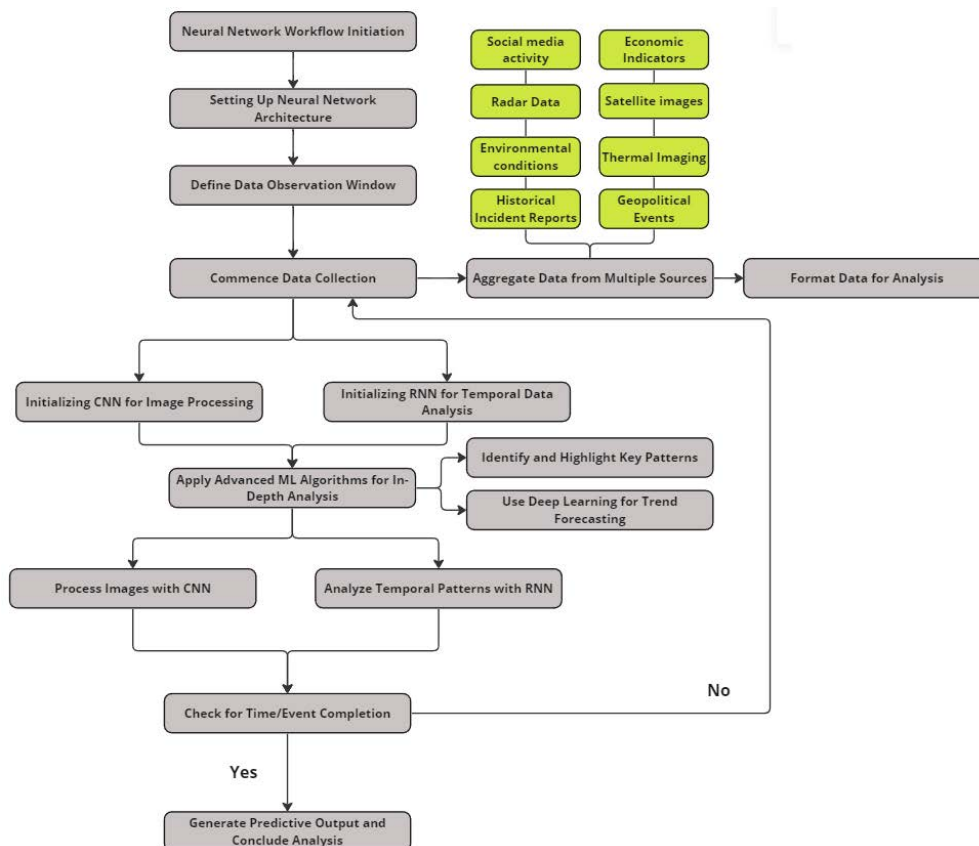 Neural Network Workflow Initiation
Setting Up Neural Network
Architecture
Define Data Observation Window
Social media
activity
Economic
Indicators
Radar Data
Satellite images
Environmental
conditions
Thermal Imaging
Historical
Incident Reports
Geopolitical
Events
Commence Data Collection
Aggregate Data from Multiple Sources
Format Data for Analysis
Initializing CNN for Image Processing
Initializing RNN for Temporal Data
Analysis
Apply Advanced ML Algorithms for In-
Depth Analysis
Identify and Highlight Key Patterns
Use Deep Learning for Trend
Forecasting
Process Images with CNN
Analyze Temporal Patterns with RNN
Check for Time/Event Completion
No
Yes
Generate Predictive Output and
Conclude Analysis